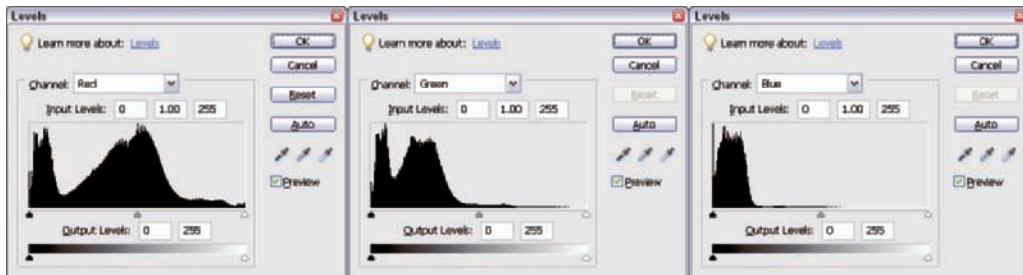 Levels
Learn more about: Levels
OK
Cancel
Reset
Auto
Preview
Channel: Red
Input Levels: 0 1.00 255
Output Levels: 0 255
Levels
Learn more about: Levels
OK
Cancel
Reset
Auto
Preview
Channel: Green
Input Levels: 0 1.00 255
Output Levels: 0 255
Levels
Learn more about: Levels
OK
Cancel
Reset
Auto
Preview
Channel: Blue
Input Levels: 0 1.00 255
Output Levels: 0 255